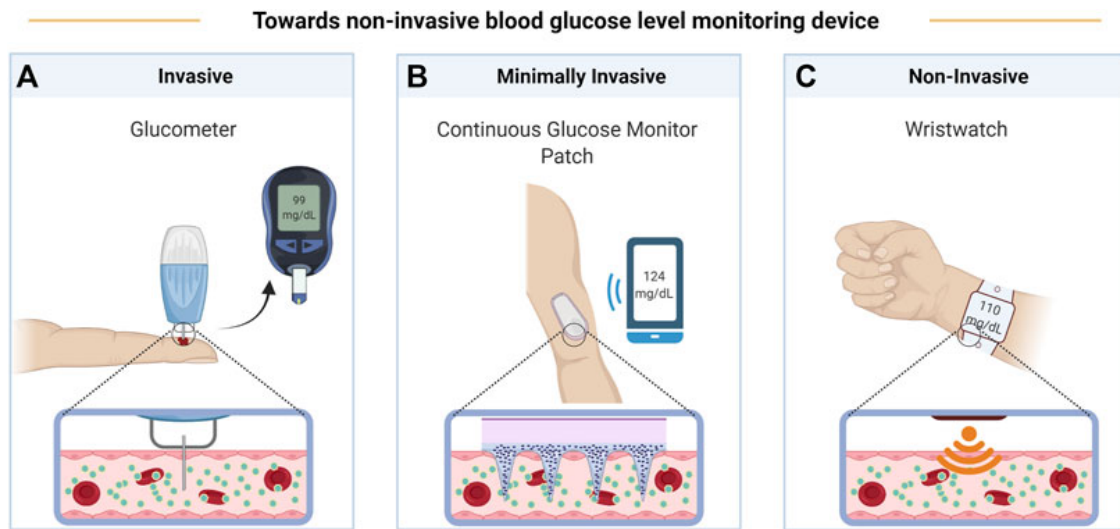 Towards non-invasive blood glucose level monitoring device
A
Invasive
Glucometer
99
mg/dL
B
Minimally Invasive
Continuous Glucose Monitor
Patch
124
mg/dL
C
Non-Invasive
Wristwatch
110
mg/dL